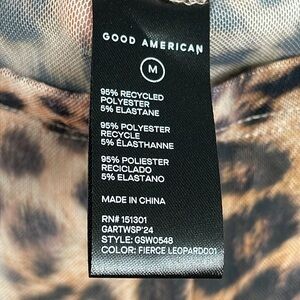 GOOD AMERICAN
M
95% RECYCLED
POLYESTER
5% ELASTANE
95% POLYESTER
RECYCLE
5% ÉLASTHANNE
95% POLIESTER
RECICLADO
5% ELASTANO
MADE IN CHINA
RN# 151301
GARTWSP'24
STYLE: GSW0548
COLOR: FIERCE LEOPARD001